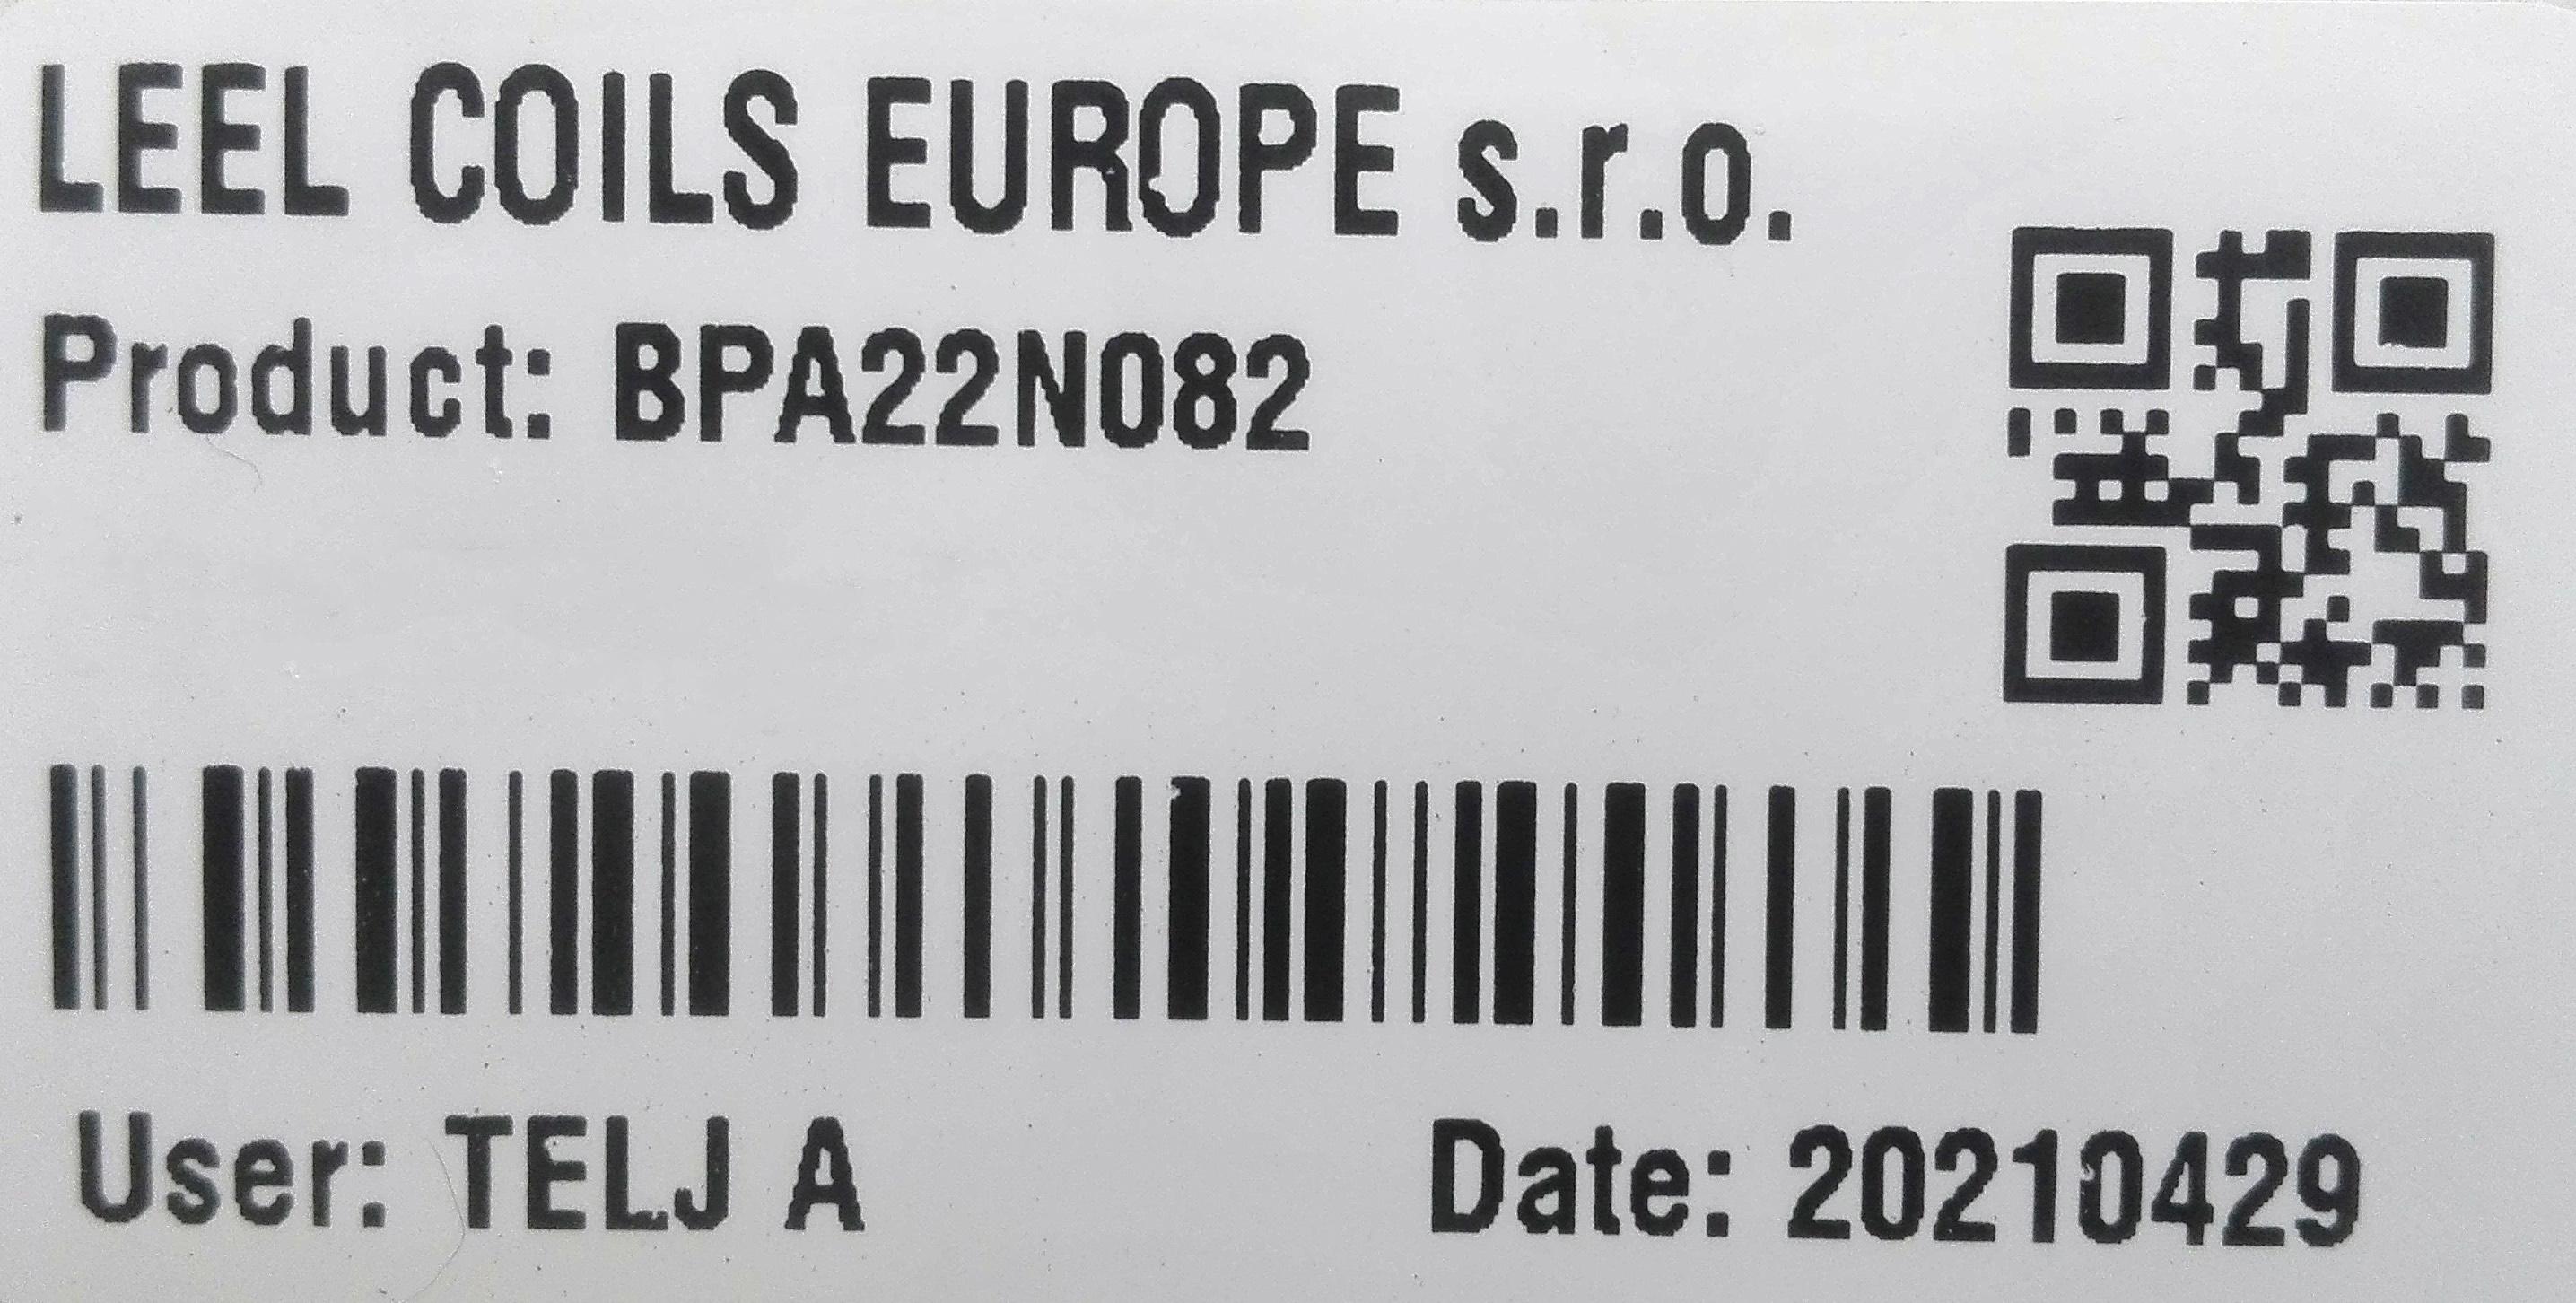 LEEL COILS EUROPE s.r.o.
Product: BPA22N082
User: TELJ A
Date: 20210429